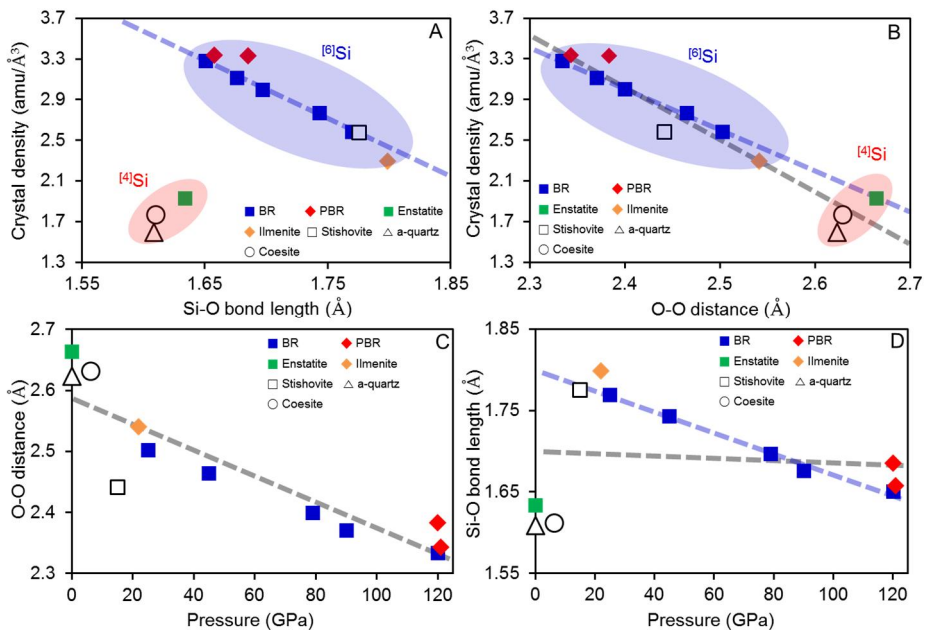 A
[6]Si
[4]Si
BR PBR Enstatite
Ilmenite Stishovite a-quartz
Coesite
Crystal density (amu/Å³)
3.7
3.3
2.9
2.5
2.1
1.7
1.3
1.55 1.65 1.75 1.85
Si-O bond length (Å)
B
[6]Si
[4]Si
BR PBR
Enstatite Ilmenite
Stishovite a-quartz
Coesite
Crystal density (amu/Å³)
3.7
3.3
2.9
2.5
2.1
1.7
1.3
2.3 2.4 2.5 2.6 2.7
O-O distance (Å)
C
BR PBR
Enstatite Ilmenite
Stishovite a-quartz
Coesite
O-O distance (Å)
2.7
2.6
2.5
2.4
2.3
0 20 40 60 80 100 120
Pressure (GPa)
D
BR PBR
Enstatite Ilmenite
Stishovite a-quartz
Coesite
Si-O bond length (Å)
1.85
1.75
1.65
1.55
0 20 40 60 80 100 120
Pressure (GPa)